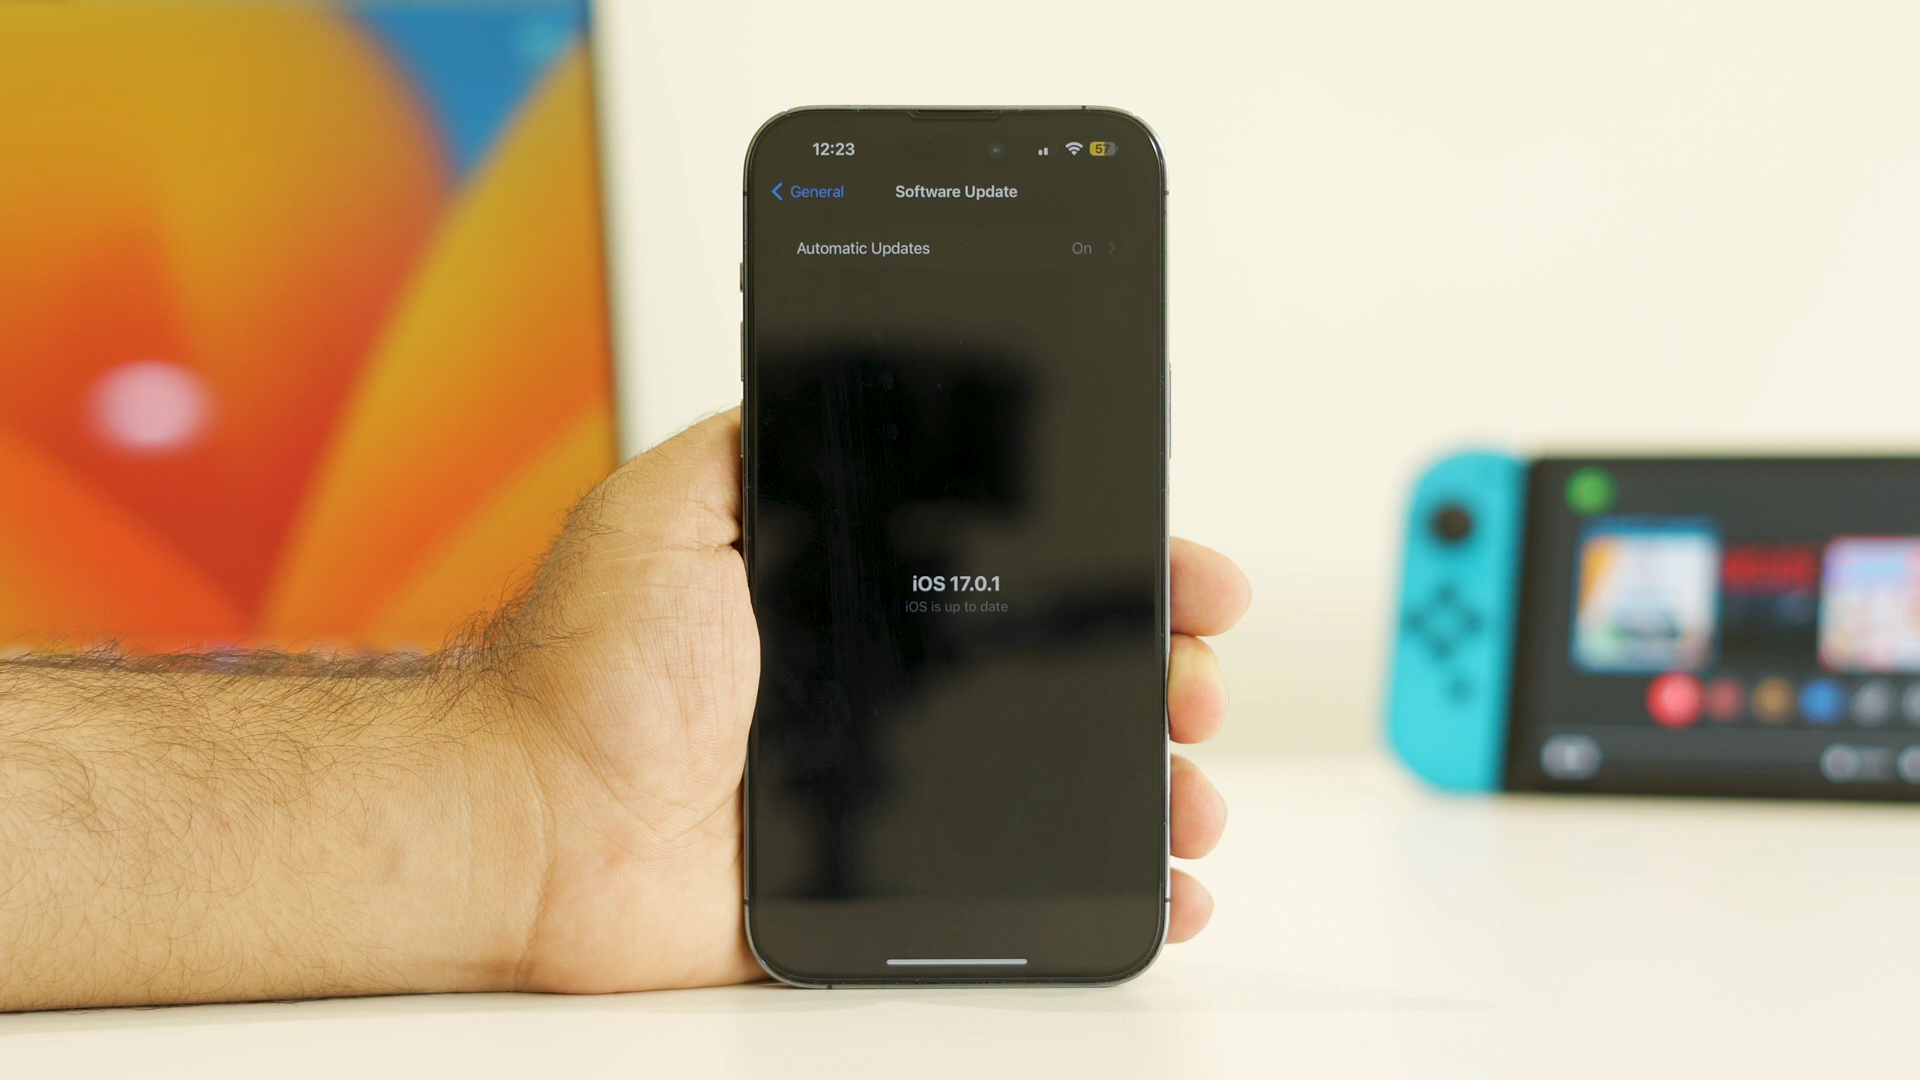 12:23
57
General
Software Update
Automatic Updates
On
iOS 17.0.1
iOS is up to date